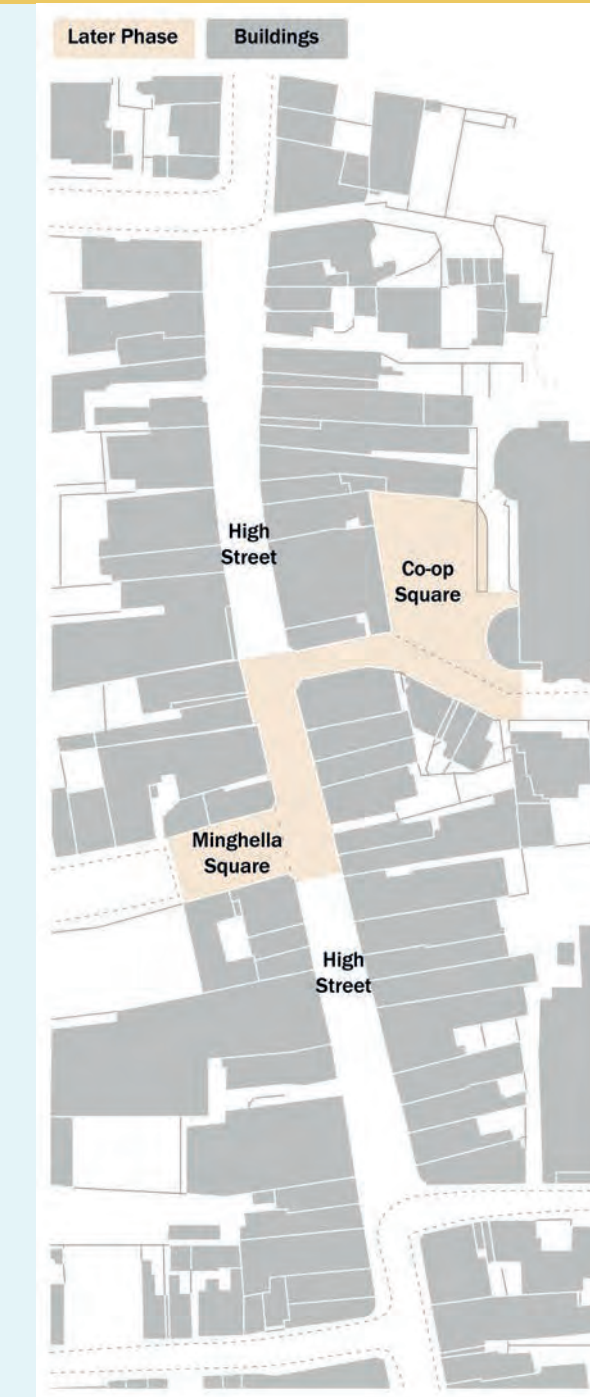 Later Phase
Buildings
High
Street
Co-op
Square
Minghella
Square
High
Street